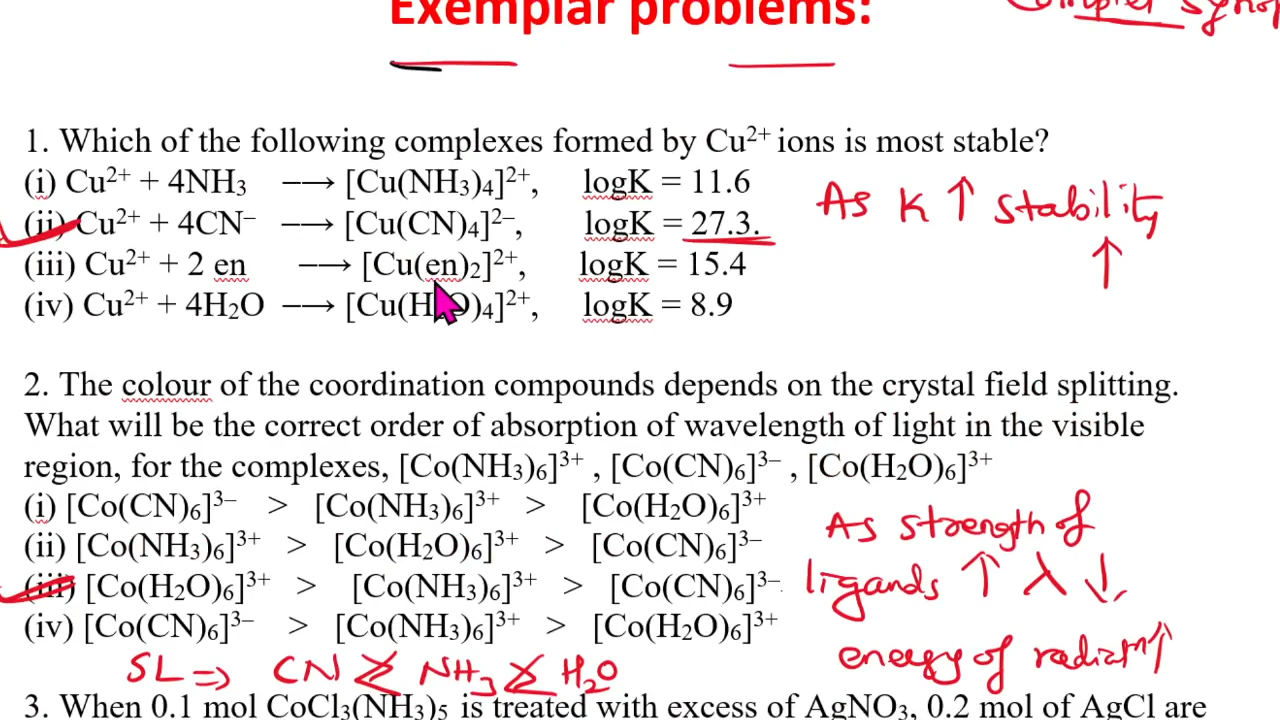 Exemplar problems:
1. Which of the following complexes formed by Cu²⁺ ions is most stable?
(i) Cu²⁺ + 4NH₃ ⟶ [Cu(NH₃)₄]²⁺, logK = 11.6
(ii) Cu²⁺ + 4CN⁻ ⟶ [Cu(CN)₄]²⁻, logK = 27.3.
(iii) Cu²⁺ + 2 en ⟶ [Cu(en)₂]²⁺, logK = 15.4
(iv) Cu²⁺ + 4H₂O ⟶ [Cu(H₂O)₄]²⁺, logK = 8.9
As K ↑ stability
↑
2. The colour of the coordination compounds depends on the crystal field splitting.
What will be the correct order of absorption of wavelength of light in the visible
region, for the complexes, [Co(NH₃)₆]³⁺ , [Co(CN)₆]³⁻ , [Co(H₂O)₆]³⁺
(i) [Co(CN)₆]³⁻ > [Co(NH₃)₆]³⁺ > [Co(H₂O)₆]³⁺
(ii) [Co(NH₃)₆]³⁺ > [Co(H₂O)₆]³⁺ > [Co(CN)₆]³⁻
(iii) [Co(H₂O)₆]³⁺ > [Co(NH₃)₆]³⁺ > [Co(CN)₆]³⁻
(iv) [Co(CN)₆]³⁻ > [Co(NH₃)₆]³⁺ > [Co(H₂O)₆]³⁺
As strength of
ligands ↑ λ ↓
energy of radiatⁿ ↑
SL ⇒ CN > NH₃ > H₂O
3. When 0.1 mol CoCl₃(NH₃)₅ is treated with excess of AgNO₃, 0.2 mol of AgCl are